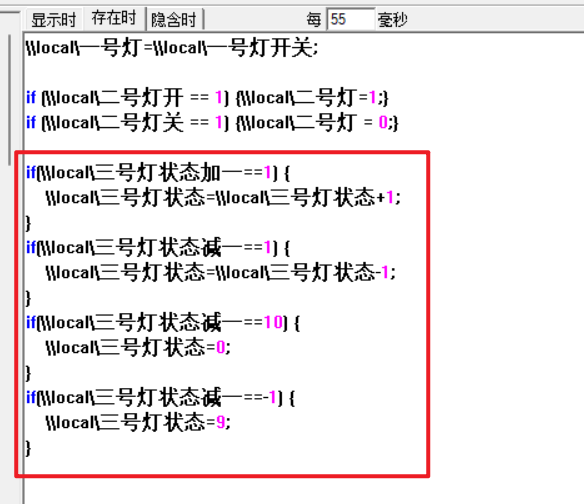 显示时 存在时 隐含时 每 55 毫秒
\\local\一号灯=\\local\一号灯开关;
if (\\local\二号灯开 == 1) {\\local\二号灯=1;}
if (\\local\二号灯关 == 1) {\\local\二号灯 = 0;}
if(\\local\三号灯状态加一==1) {
\\local\三号灯状态=\\local\三号灯状态+1;
}
if(\\local\三号灯状态减一==1) {
\\local\三号灯状态=\\local\三号灯状态-1;
}
if(\\local\三号灯状态减一==10) {
\\local\三号灯状态=0;
}
if(\\local\三号灯状态减一==-1) {
\\local\三号灯状态=9;
}